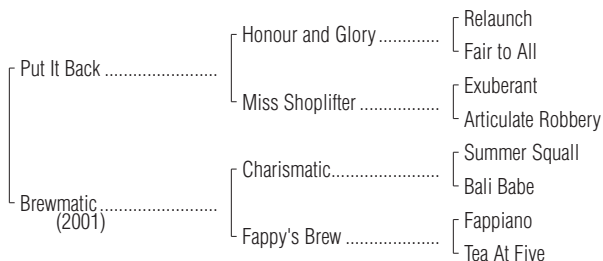 Relaunch
Honour and Glory .............
Fair to All
Put It Back ........................
Exuberant
Miss Shoplifter .................
Articulate Robbery
Summer Squall
Charismatic.......................
Bali Babe
Brewmatic .........................
(2001)
Fappiano
Fappy's Brew ....................
Tea At Five